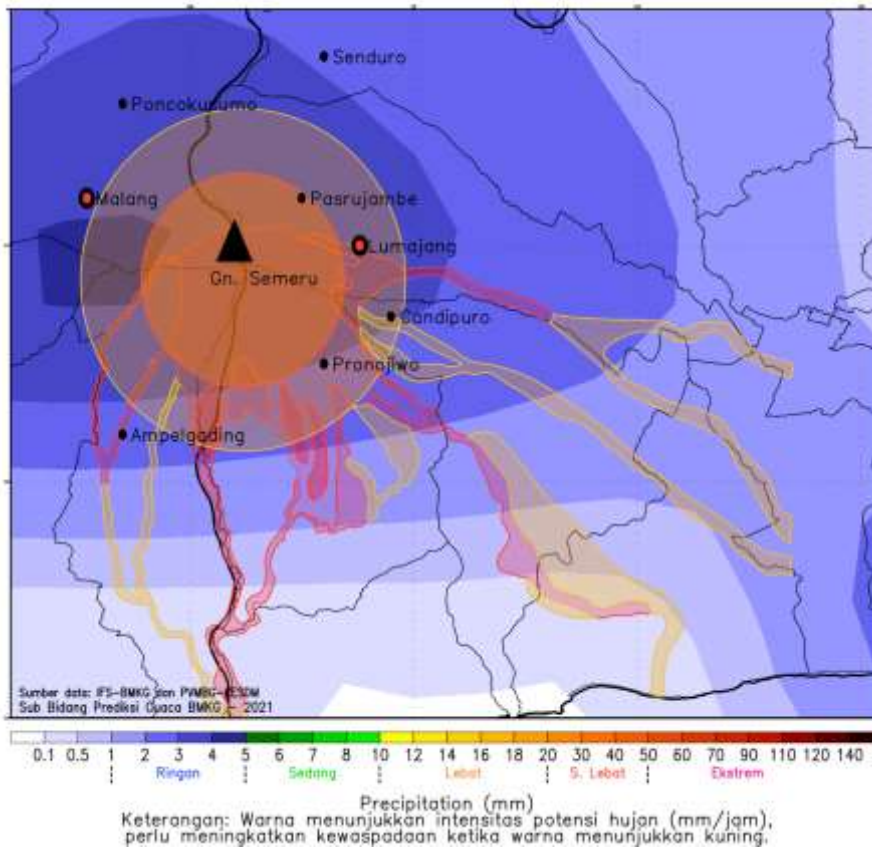 Senduro
Poncokusumo
Malang
Pasrujambe
Lumajang
Gn. Semeru
Candipuro
Pronojiwo
Ampelgading
Sumber data: IFS-BMKG dan PVMBG-ESDM
Sub Bidang Prediksi Cuaca BMKG 2021
0.1 0.5 1 2 3 4 5 6 7 8 10 12 14 16 18 20 30 40 50 60 70 90 110 120 140
Ringan Sedang Lebat S. Lebat Ekstrem
Precipitation (mm)
Keterangan: Warna menunjukkan intensitas potensi hujan (mm/jam),
perlu meningkatkan kewaspadaan ketika warna menunjukkan kuning.